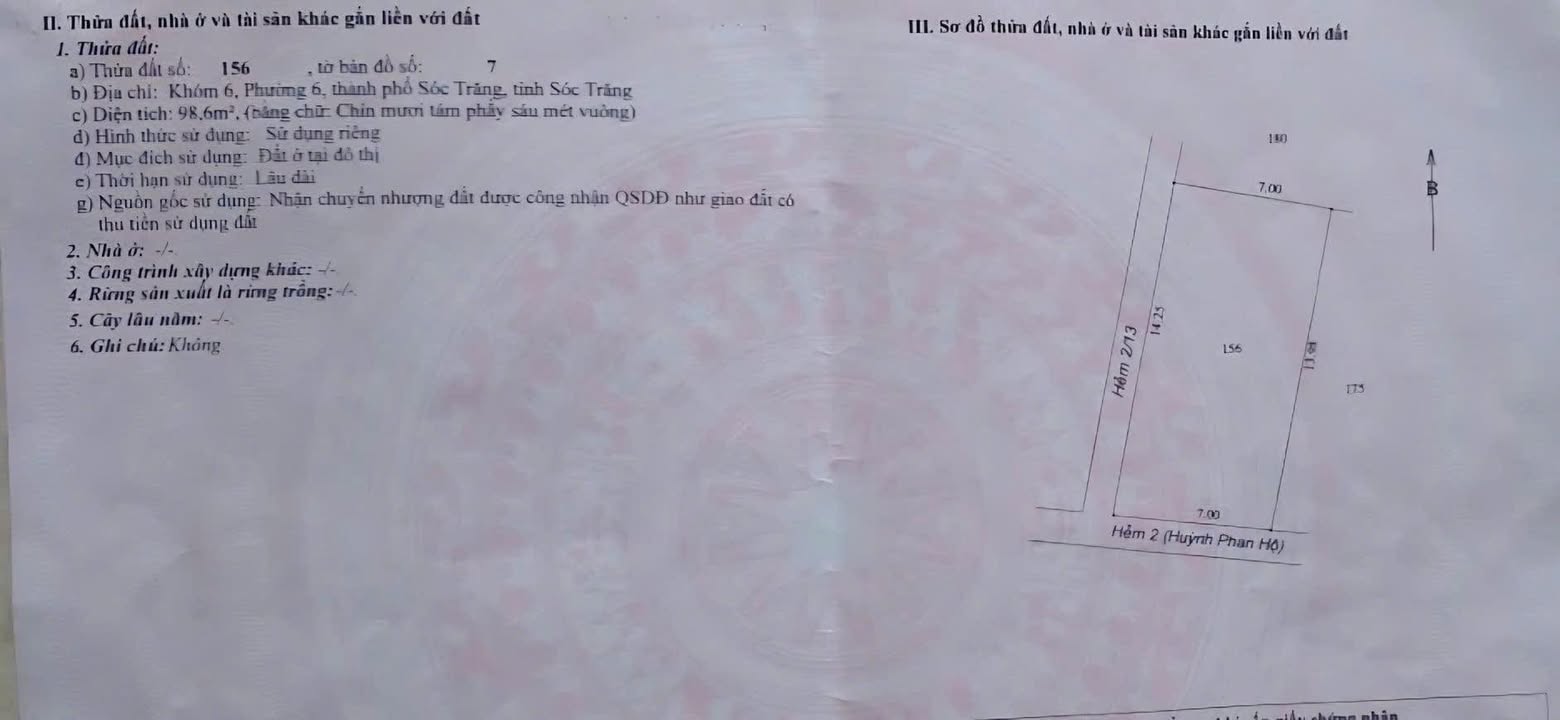 II. Thửa đất, nhà ở và tài sản khác gắn liền với đất
1. Thửa đất:
a) Thửa đất số: 156 , tờ bản đồ số: 7
b) Địa chỉ: Khóm 6, Phường 6, thành phố Sóc Trăng, tỉnh Sóc Trăng
c) Diện tích: 98,6m², (bằng chữ: Chín mươi tám phẩy sáu mét vuông)
d) Hình thức sử dụng: Sử dụng riêng
đ) Mục đích sử dụng: Đất ở tại đô thị
e) Thời hạn sử dụng: Lâu dài
g) Nguồn gốc sử dụng: Nhận chuyển nhượng đất được công nhận QSDĐ như giao đất có
thu tiền sử dụng đất
2. Nhà ở: -/-
3. Công trình xây dựng khác: -/-
4. Rừng sản xuất là rừng trồng: -/-
5. Cây lâu năm: -/-
6. Ghi chú: Không
III. Sơ đồ thửa đất, nhà ở và tài sản khác gắn liền với đất
180
7.00
B
14.25
Hẻm 2/13
156
175
7.00
Hẻm 2 (Huỳnh Phan Hộ)
chứng nhận